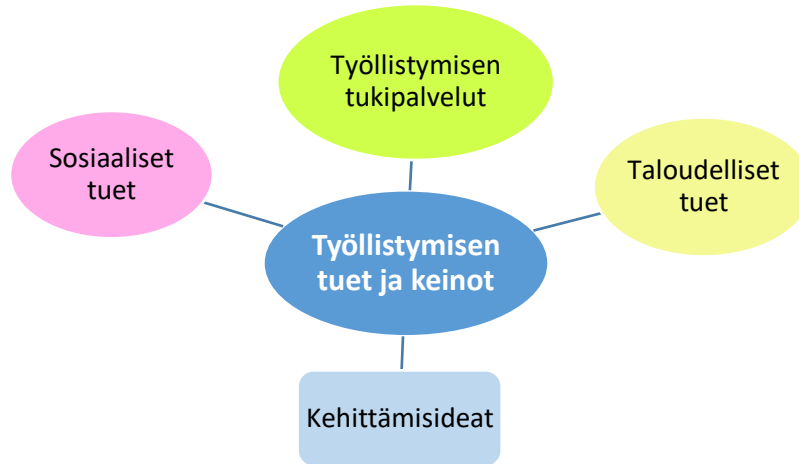 Työllistymisen
tukipalvelut
Sosiaaliset
tuet
Taloudelliset
tuet
Työllistymisen
tuet ja keinot
Kehittämisideat